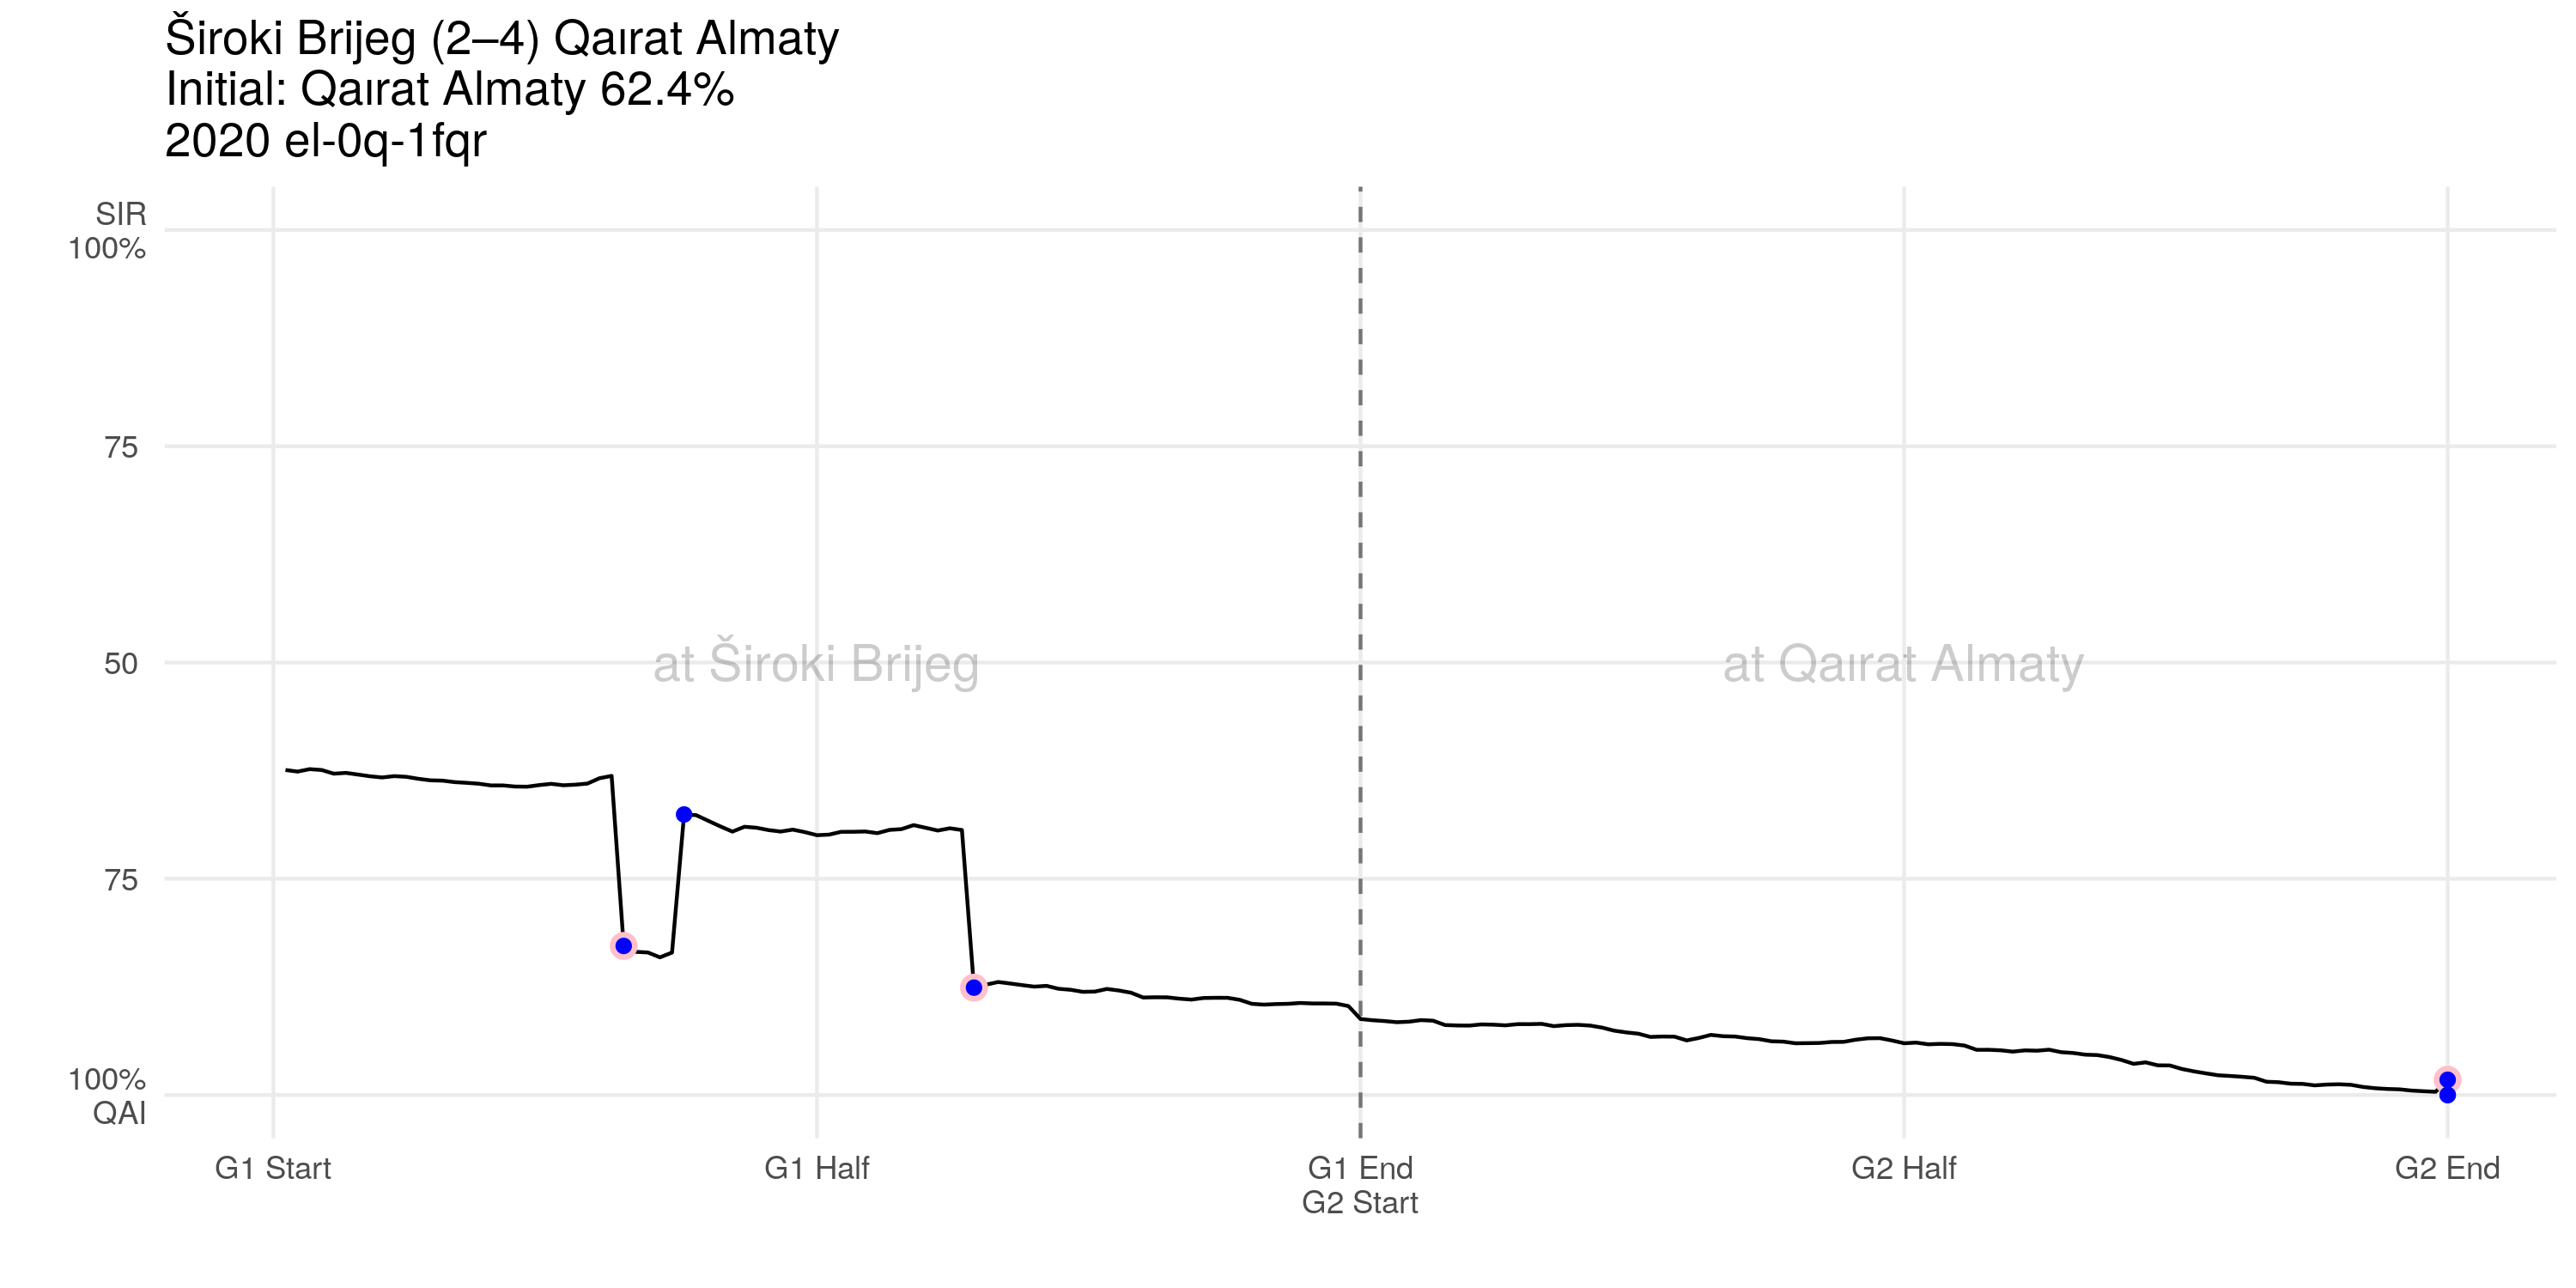 Široki Brijeg (2–4) Qaırat Almaty
Initial: Qaırat Almaty 62.4%
2020 el-0q-1fqr
SIR
100%
75
50
75
100%
QAI
at Široki Brijeg
at Qaırat Almaty
G1 Start
G1 Half
G1 End
G2 Start
G2 Half
G2 End